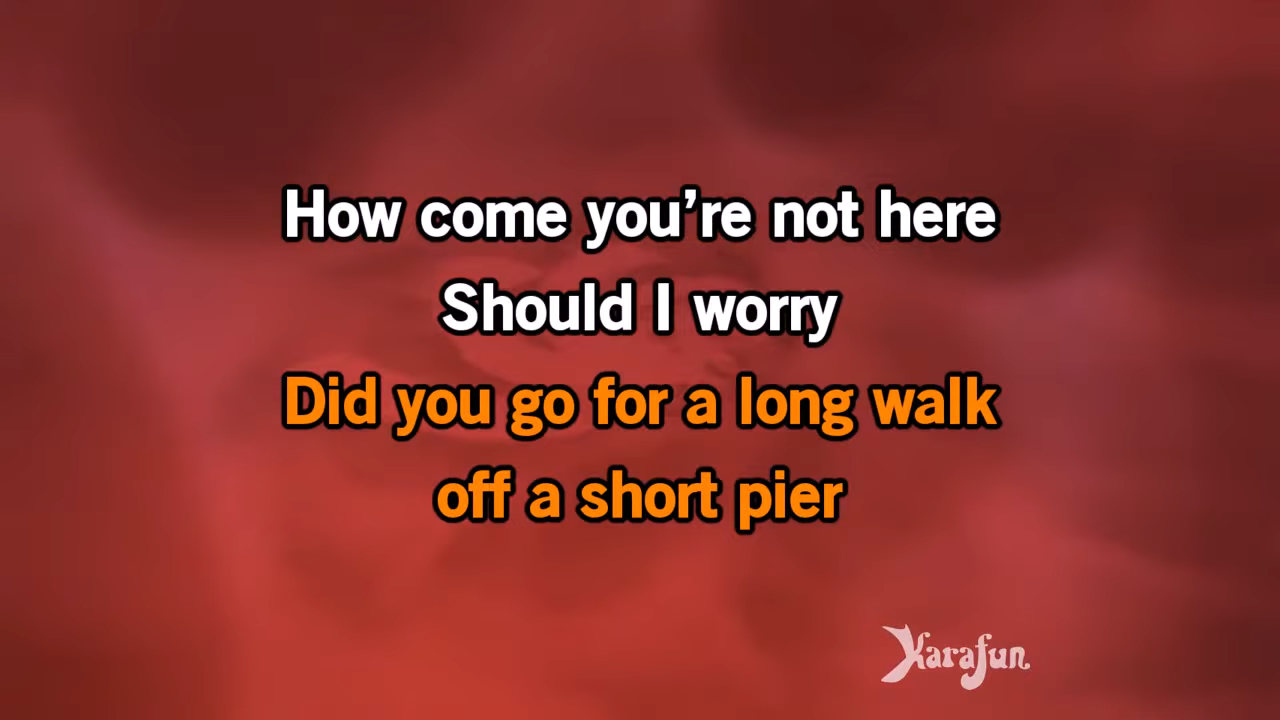 How come you’re not here
Should I worry
Did you go for a long walk
off a short pier
Karafun